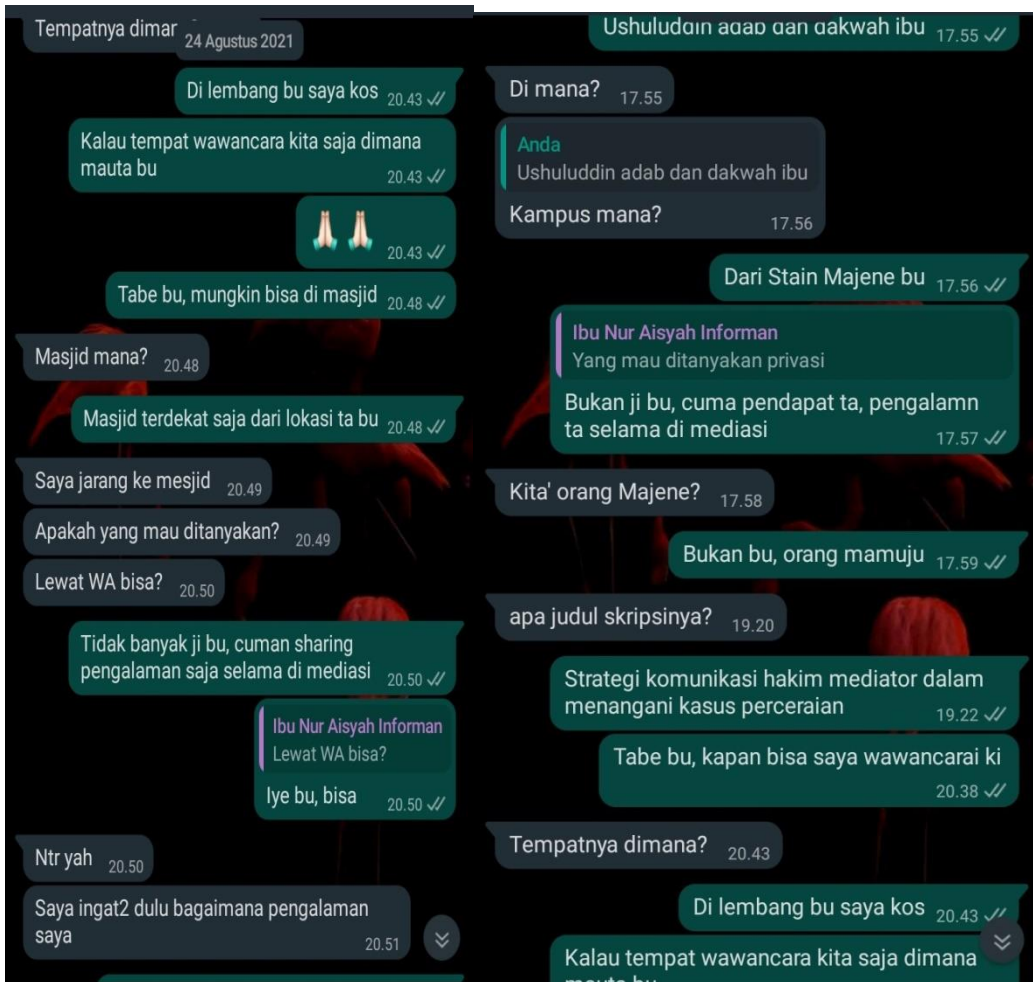 Tempatnya dimar
24 Agustus 2021
Di lembang bu saya kos 20.43
Kalau tempat wawancara kita saja dimana
mauta bu 20.43
20.43
Tabe bu, mungkin bisa di masjid 20.48
Masjid mana? 20.48
Masjid terdekat saja dari lokasi ta bu 20.48
Saya jarang ke mesjid 20.49
Apakah yang mau ditanyakan? 20.49
Lewat WA bisa? 20.50
Tidak banyak ji bu, cuman sharing
pengalaman saja selama di mediasi 20.50
Ibu Nur Aisyah Informan
Lewat WA bisa?
Iye bu, bisa 20.50
Ntr yah 20.50
Saya ingat2 dulu bagaimana pengalaman
saya 20.51
Ushuluddin adab dan dakwah ibu 17.55
Di mana? 17.55
Anda
Ushuluddin adab dan dakwah ibu
Kampus mana? 17.56
Dari Stain Majene bu 17.56
Ibu Nur Aisyah Informan
Yang mau ditanyakan privasi
Bukan ji bu, cuma pendapat ta, pengalamn
ta selama di mediasi 17.57
Kita' orang Majene? 17.58
Bukan bu, orang mamuju 17.59
apa judul skripsinya? 19.20
Strategi komunikasi hakim mediator dalam
menangani kasus perceraian 19.22
Tabe bu, kapan bisa saya wawancarai ki
20.38
Tempatnya dimana? 20.43
Di lembang bu saya kos 20.43
Kalau tempat wawancara kita saja dimana